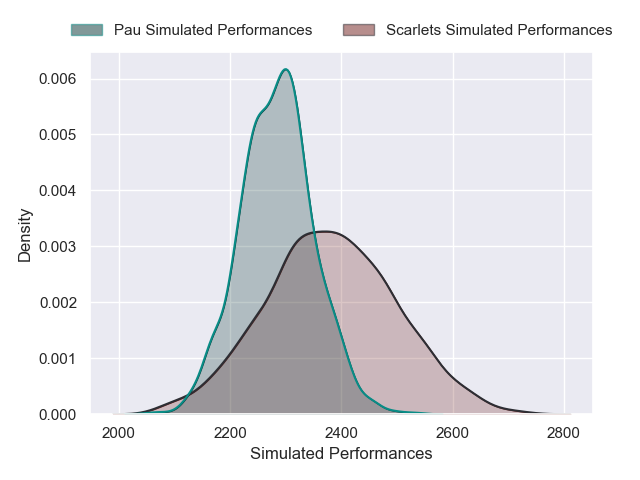 Pau Simulated Performances
Scarlets Simulated Performances
0.006
0.005
0.004
0.003
0.002
0.001
0.000
Density
2000 2200 2400 2600 2800
Simulated Performances